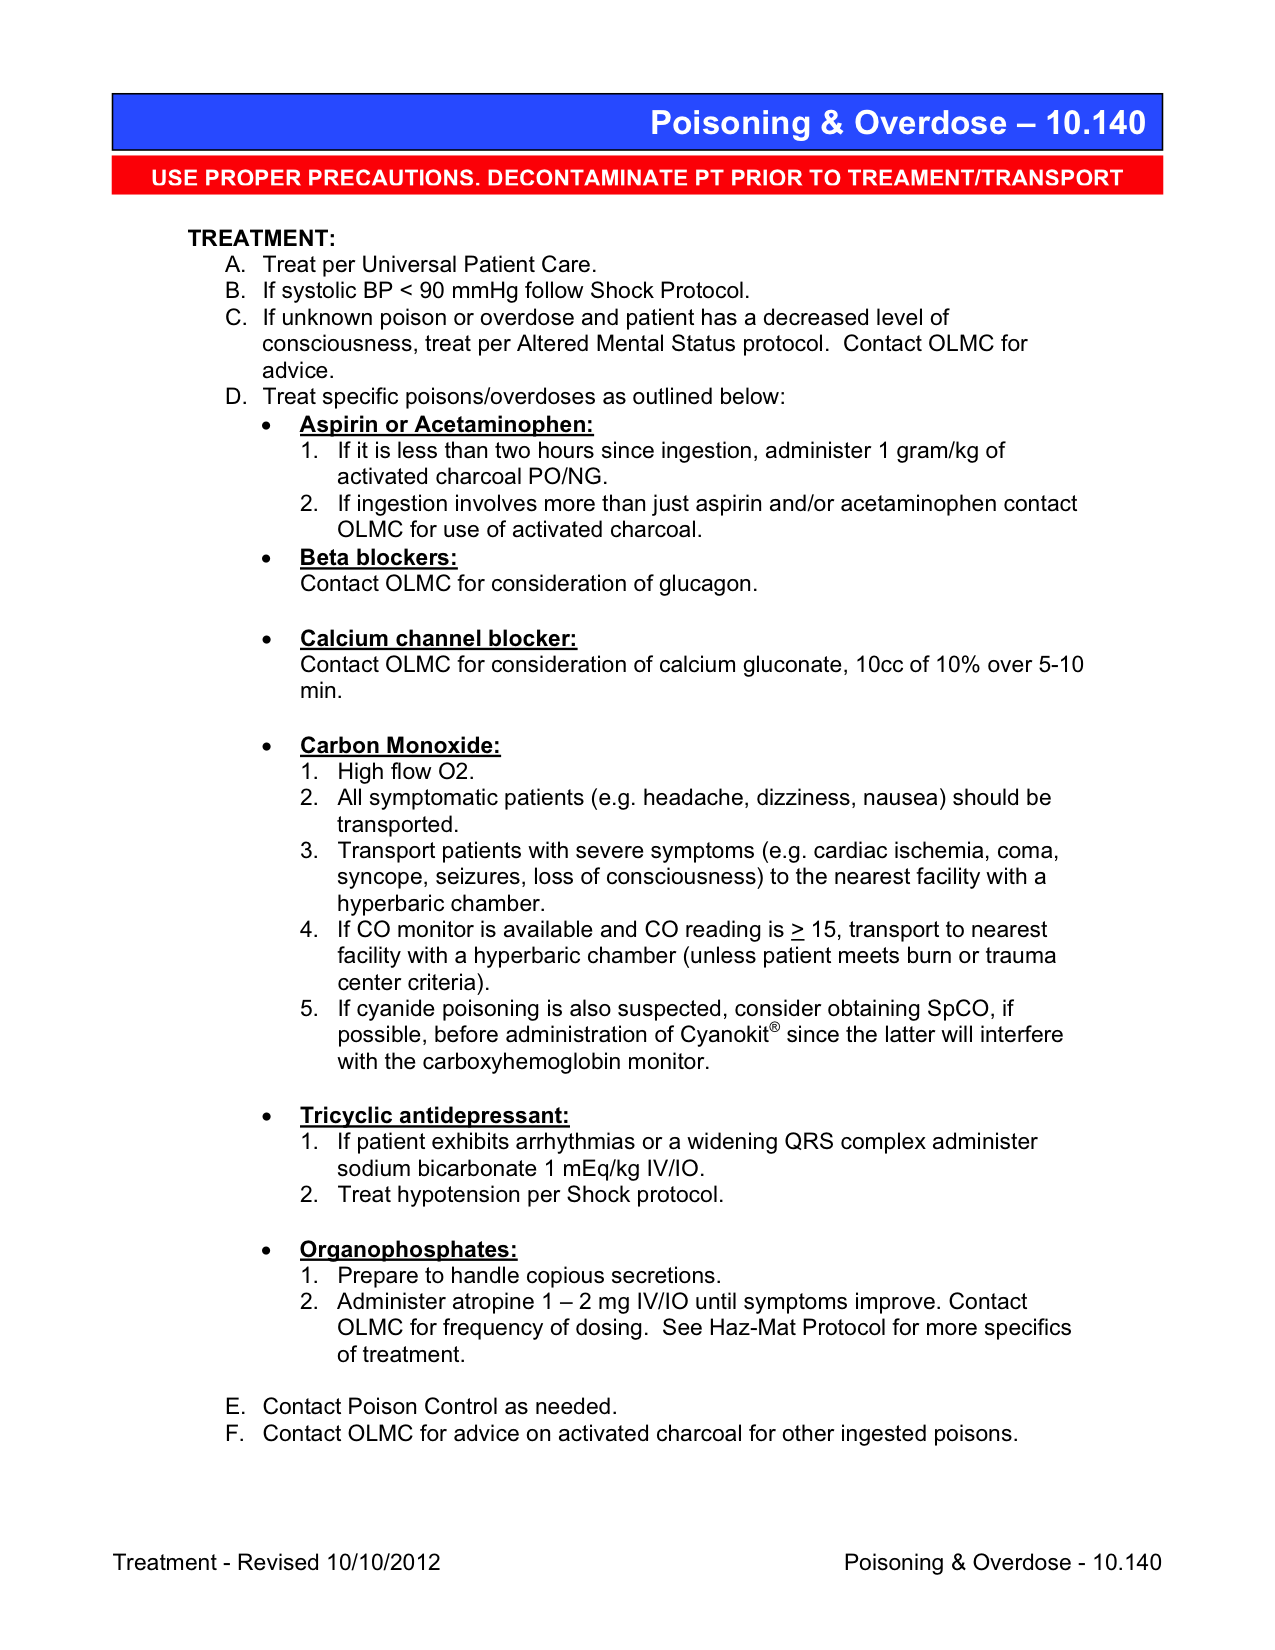 Poisoning & Overdose – 10.140
USE PROPER PRECAUTIONS. DECONTAMINATE PT PRIOR TO TREAMENT/TRANSPORT
TREATMENT:
A. Treat per Universal Patient Care.
B. If systolic BP < 90 mmHg follow Shock Protocol.
C. If unknown poison or overdose and patient has a decreased level of
consciousness, treat per Altered Mental Status protocol.  Contact OLMC for
advice.
D. Treat specific poisons/overdoses as outlined below:
• Aspirin or Acetaminophen:
1. If it is less than two hours since ingestion, administer 1 gram/kg of
activated charcoal PO/NG.
2. If ingestion involves more than just aspirin and/or acetaminophen contact
OLMC for use of activated charcoal.
• Beta blockers:
Contact OLMC for consideration of glucagon.
• Calcium channel blocker:
Contact OLMC for consideration of calcium gluconate, 10cc of 10% over 5-10
min.
• Carbon Monoxide:
1. High flow O2.
2. All symptomatic patients (e.g. headache, dizziness, nausea) should be
transported.
3. Transport patients with severe symptoms (e.g. cardiac ischemia, coma,
syncope, seizures, loss of consciousness) to the nearest facility with a
hyperbaric chamber.
4. If CO monitor is available and CO reading is ≥ 15, transport to nearest
facility with a hyperbaric chamber (unless patient meets burn or trauma
center criteria).
5. If cyanide poisoning is also suspected, consider obtaining SpCO, if
possible, before administration of Cyanokit® since the latter will interfere
with the carboxyhemoglobin monitor.
• Tricyclic antidepressant:
1. If patient exhibits arrhythmias or a widening QRS complex administer
sodium bicarbonate 1 mEq/kg IV/IO.
2. Treat hypotension per Shock protocol.
• Organophosphates:
1. Prepare to handle copious secretions.
2. Administer atropine 1 – 2 mg IV/IO until symptoms improve. Contact
OLMC for frequency of dosing.  See Haz-Mat Protocol for more specifics
of treatment.
E. Contact Poison Control as needed.
F. Contact OLMC for advice on activated charcoal for other ingested poisons.
Treatment - Revised 10/10/2012
Poisoning & Overdose - 10.140